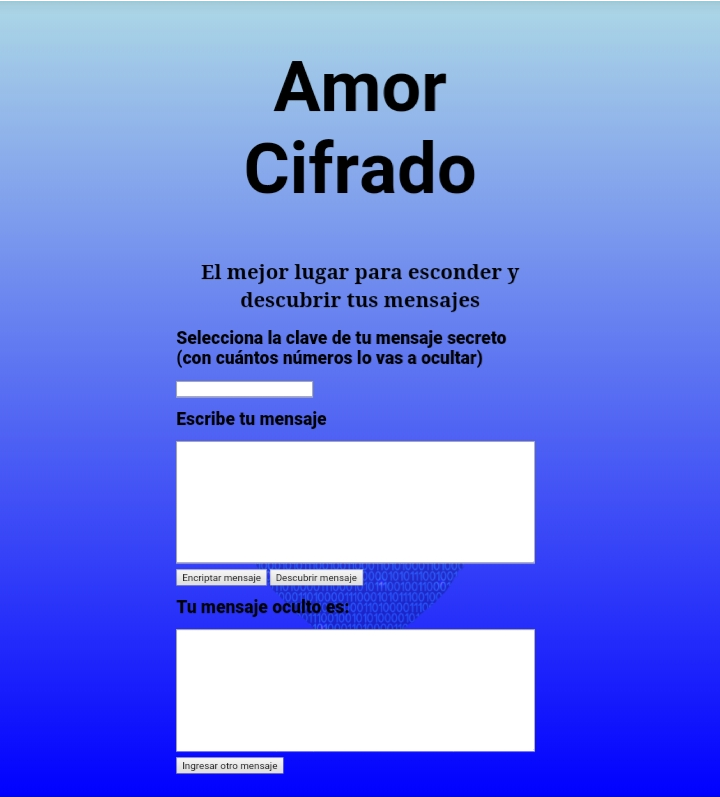 Amor
Cifrado
El mejor lugar para esconder y
descubrir tus mensajes
Selecciona la clave de tu mensaje secreto
(con cuántos números lo vas a ocultar)
Escribe tu mensaje
Encriptar mensaje Descubrir mensaje
Tu mensaje oculto es:
Ingresar otro mensaje